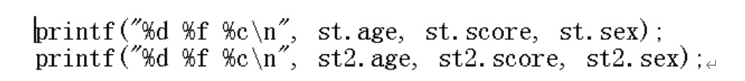 printf("%d %f %c\n", st.age, st.score, st.sex);
printf("%d %f %c\n", st2.age, st2.score, st2.sex);